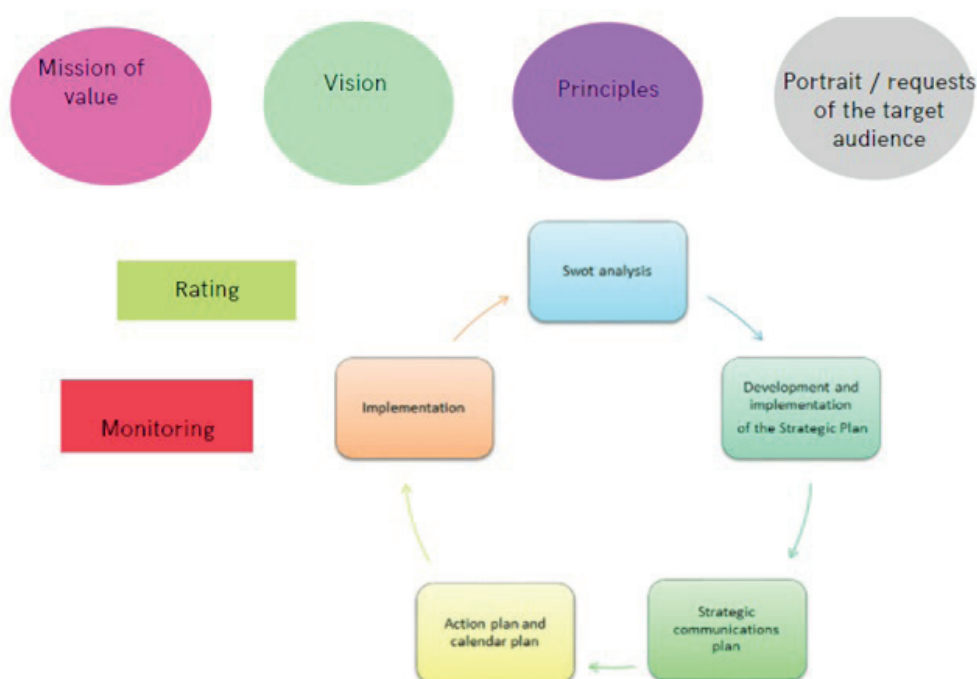 Mission of
value
Vision
Principles
Portrait / requests
of the target
audience
Swot analysis
Rating
Implementation
Development and
implementation
of the Strategic Plan
Monitoring
Action plan and
calendar plan
Strategic
communications
plan